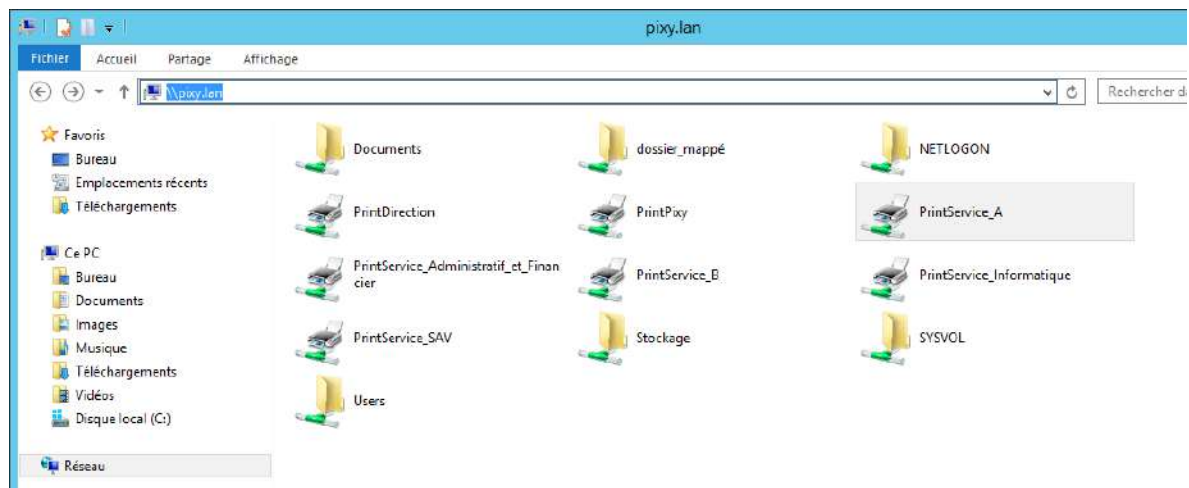 pixy.lan
Fichier Accueil Partage Affichage
\\pixy.lan
Rechercher da
Favoris
Bureau
Emplacements récents
Téléchargements
Ce PC
Bureau
Documents
Images
Musique
Téléchargements
Vidéos
Disque local (C:)
Réseau
Documents dossier_mappé NETLOGON
PrintDirection PrintPixy PrintService_A
PrintService_Administratif_et_Finan
cier
PrintService_B PrintService_Informatique
PrintService_SAV Stockage SYSVOL
Users